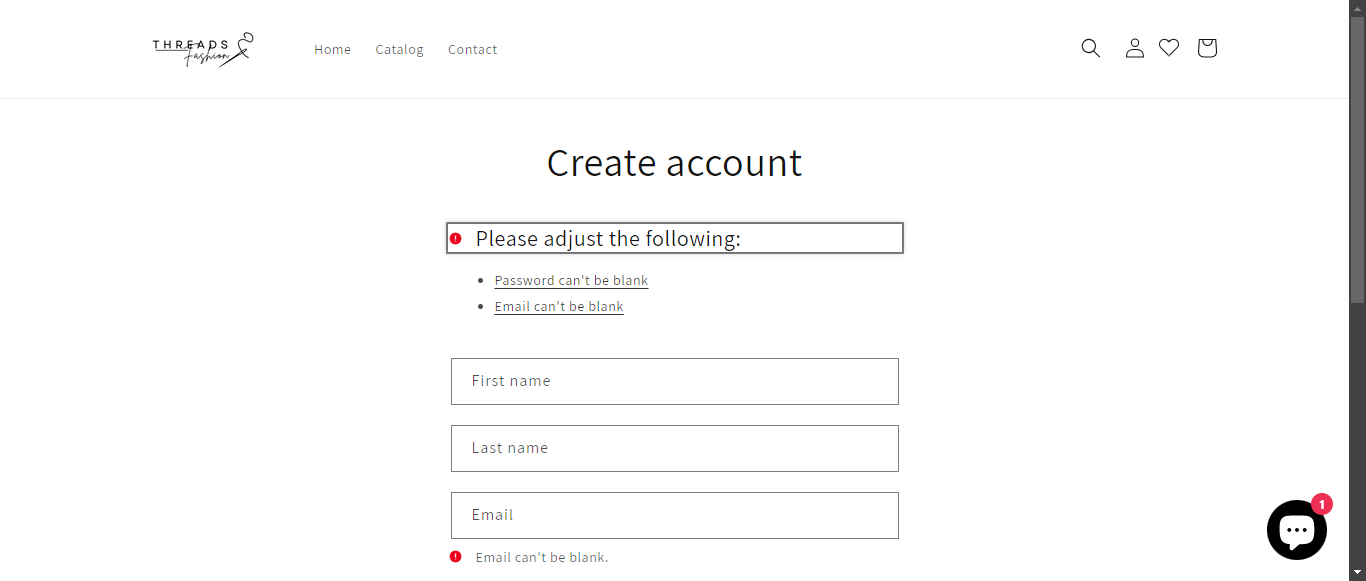 THREADS
Fashion
Home
Catalog
Contact
Create account
Please adjust the following:
Password can't be blank
Email can't be blank
First name
Last name
Email
Email can't be blank.
1